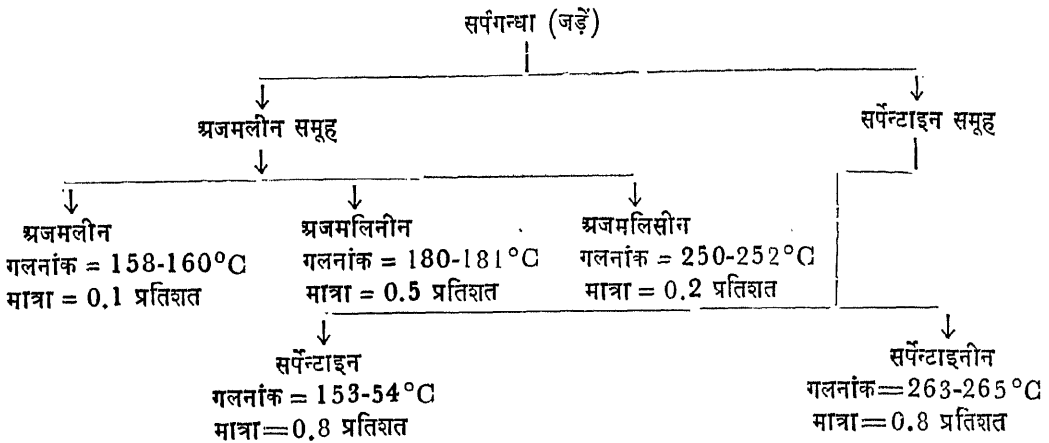 सर्पगन्धा (जड़ें)
अजमलीन समूह
सर्पेन्टाइन समूह
अजमलीन
गलनांक = 158-160°C
मात्रा = 0.1 प्रतिशत
अजमलिनीन
गलनांक = 180-181°C
मात्रा = 0.5 प्रतिशत
अजमलिसीन
गलनांक = 250-252°C
मात्रा = 0.2 प्रतिशत
सर्पेन्टाइन
गलनांक = 153-54°C
मात्रा=0.8 प्रतिशत
सर्पेन्टाइनीन
गलनांक=263-265°C
मात्रा=0.8 प्रतिशत